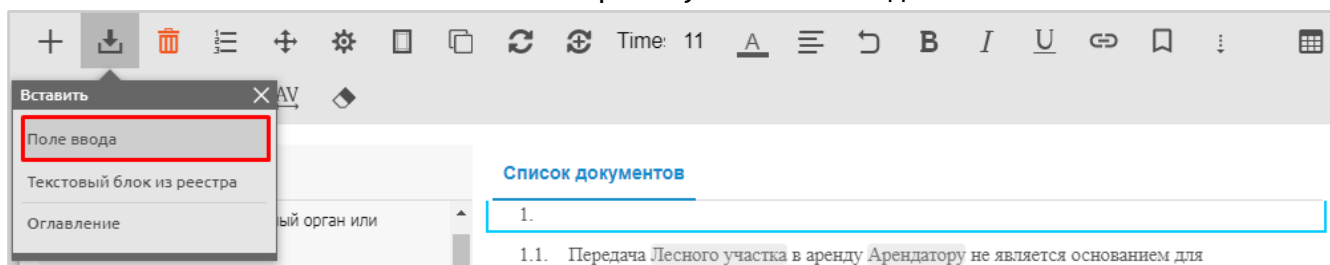 Time: 11 A B I U
Вставить AV
Поле ввода
Текстовый блок из реестра
Оглавление
ый орган или
Список документов
1.
1.1. Передача Лесного участка в аренду Арендатору не является основанием для